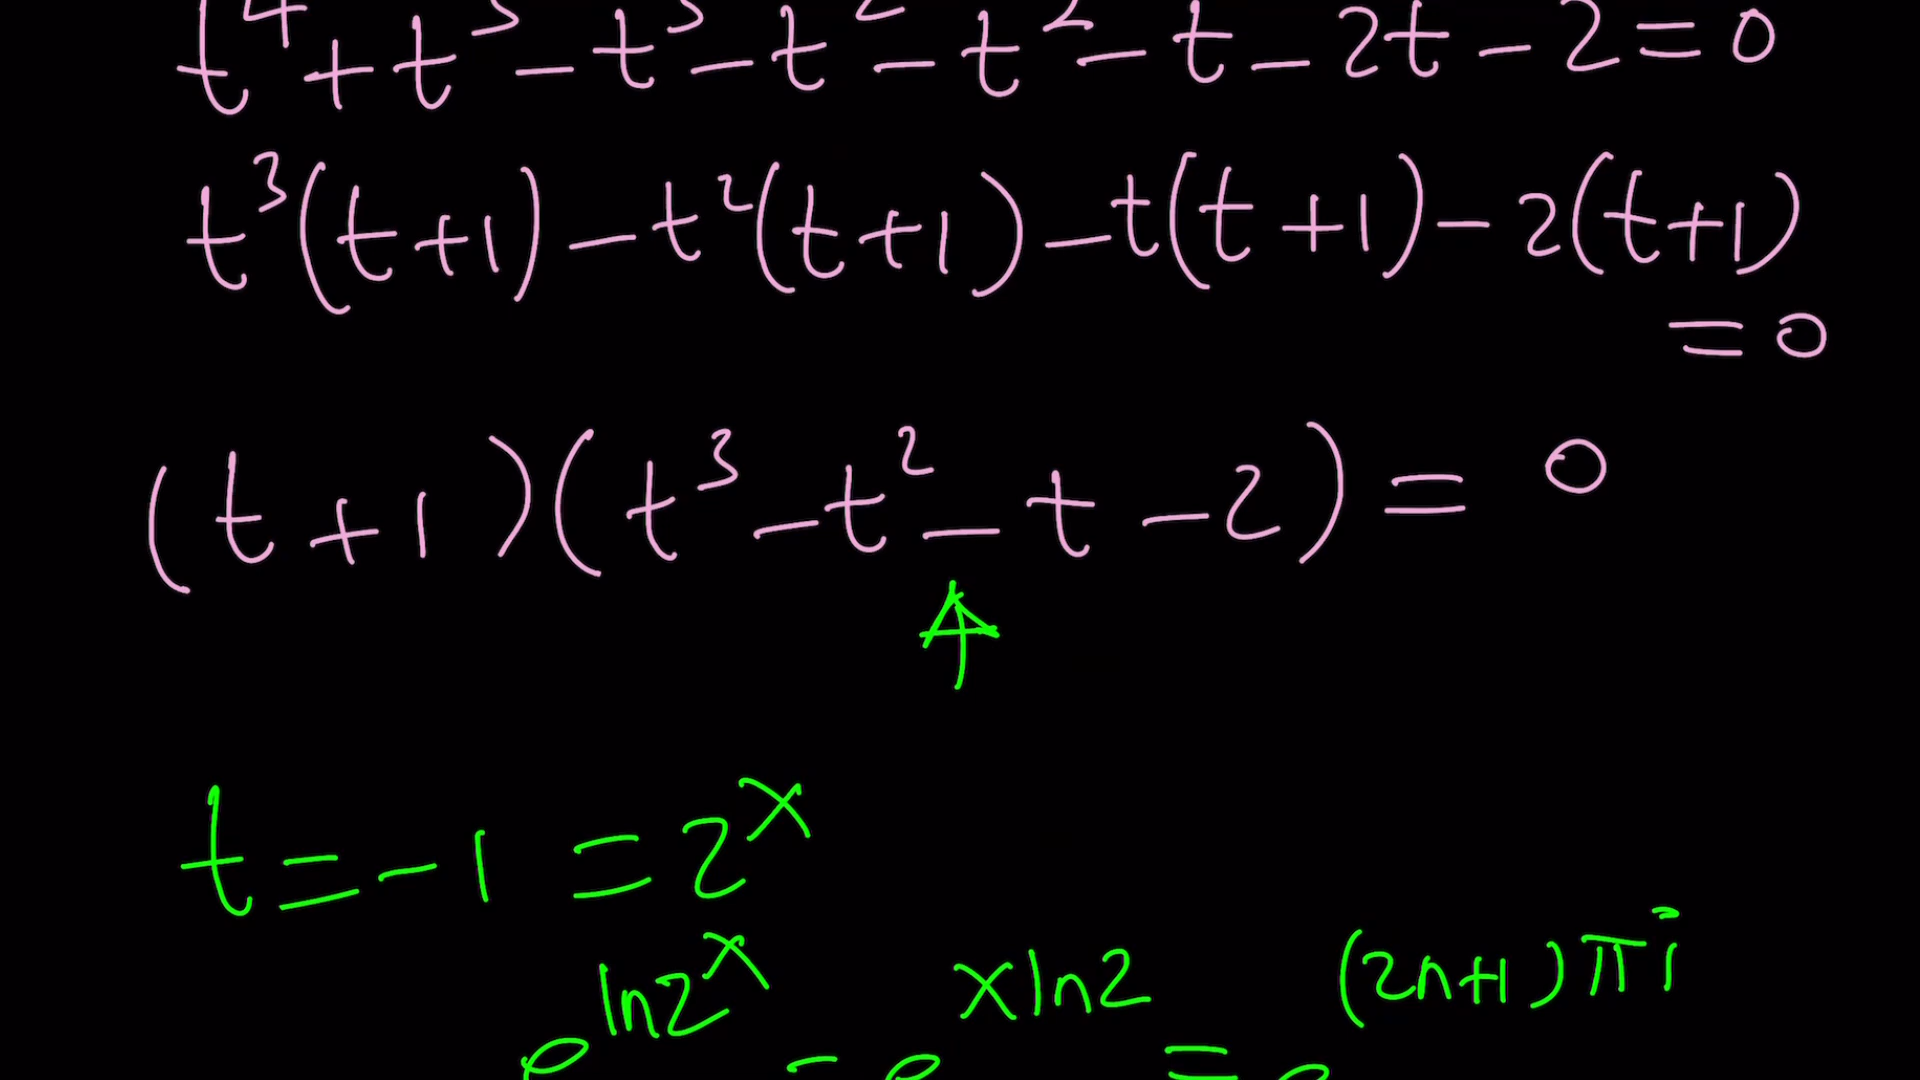 t⁴ + t³ - t³ - t² - t² - t - 2t - 2 = 0
t³(t+1) - t²(t+1) - t(t+1) - 2(t+1)
= 0
(t+1)(t³ - t² - t - 2) = 0
t = -1 = 2ˣ
e^(ln2ˣ) = e^(xln2) = e^((2n+1)πi)